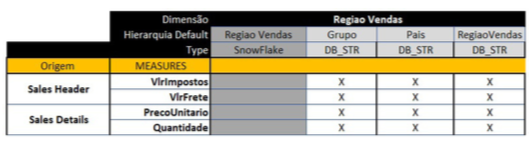 Dimensão Regiao Vendas
Hierarquia Default Regiao Vendas Grupo País RegiaoVendas
Type SnowFlake DB_STR DB_STR DB_STR
Origem MEASURES
Sales Header VlrImpostos X X X
VlrFrete X X X
Sales Details PrecoUnitario X X X
Quantidade X X X